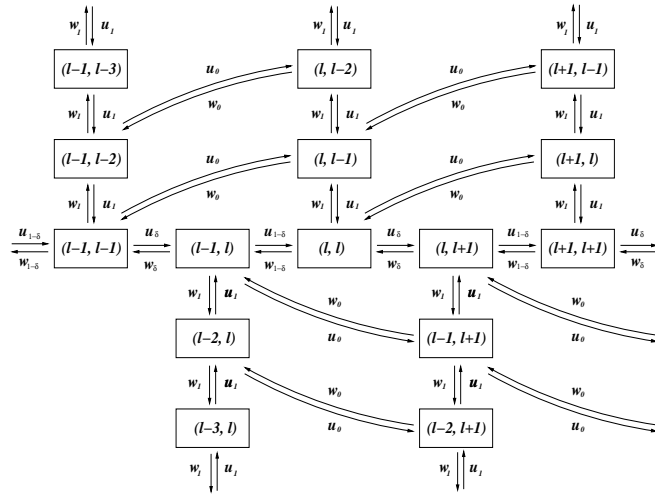 w₁ u₁ w₁ u₁ w₁ u₁
(l−1, l−3) (l, l−2) (l+1, l−1)
u₀ u₀
w₁ u₁ w₀ w₁ u₁ w₀ w₁ u₁
(l−1, l−2) (l, l−1) (l+1, l)
u₀ u₀
w₁ u₁ w₀ w₁ u₁ w₀ w₁ u₁
u₁₋δ uδ u₁₋δ uδ u₁₋δ uδ
(l−1, l−1) (l−1, l) (l, l) (l, l+1) (l+1, l+1)
w₁₋δ wδ w₁₋δ wδ w₁₋δ wδ
w₁ u₁ w₀ w₁ u₁ w₀
(l−2, l) u₀ (l−1, l+1) u₀
w₁ u₁ w₀ w₁ u₁ w₀
(l−3, l) u₀ (l−2, l+1) u₀
w₁ u₁ w₁ u₁